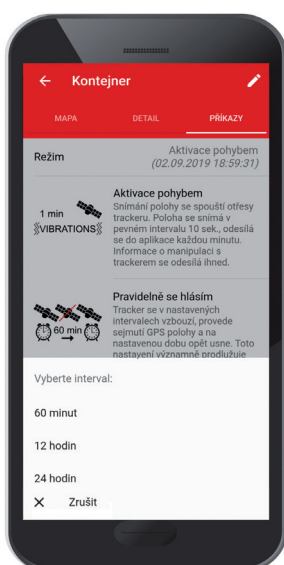 Kontejner
MAPA DETAIL PŘÍKAZY
Režim
Aktivace pohybem
(02.09.2019 18:59:31)
1 min
VIBRATIONS
Aktivace pohybem
Snímání polohy se spouští otřesy
trackeru. Poloha se snímá v
pevném intervalu 10 sek., odesílá
se do aplikace každou minutu.
Informace o manipulaci s
trackerem se odesílá ihned.
60 min
Pravidelně se hlásím
Tracker se v nastavených
intervalech vzbouzí, provede
sejmutí GPS polohy a na
nastavenou dobu opět usne. Toto
nastavení významně prodlužuje
Vyberte interval:
60 minut
12 hodin
24 hodin
Zrušit